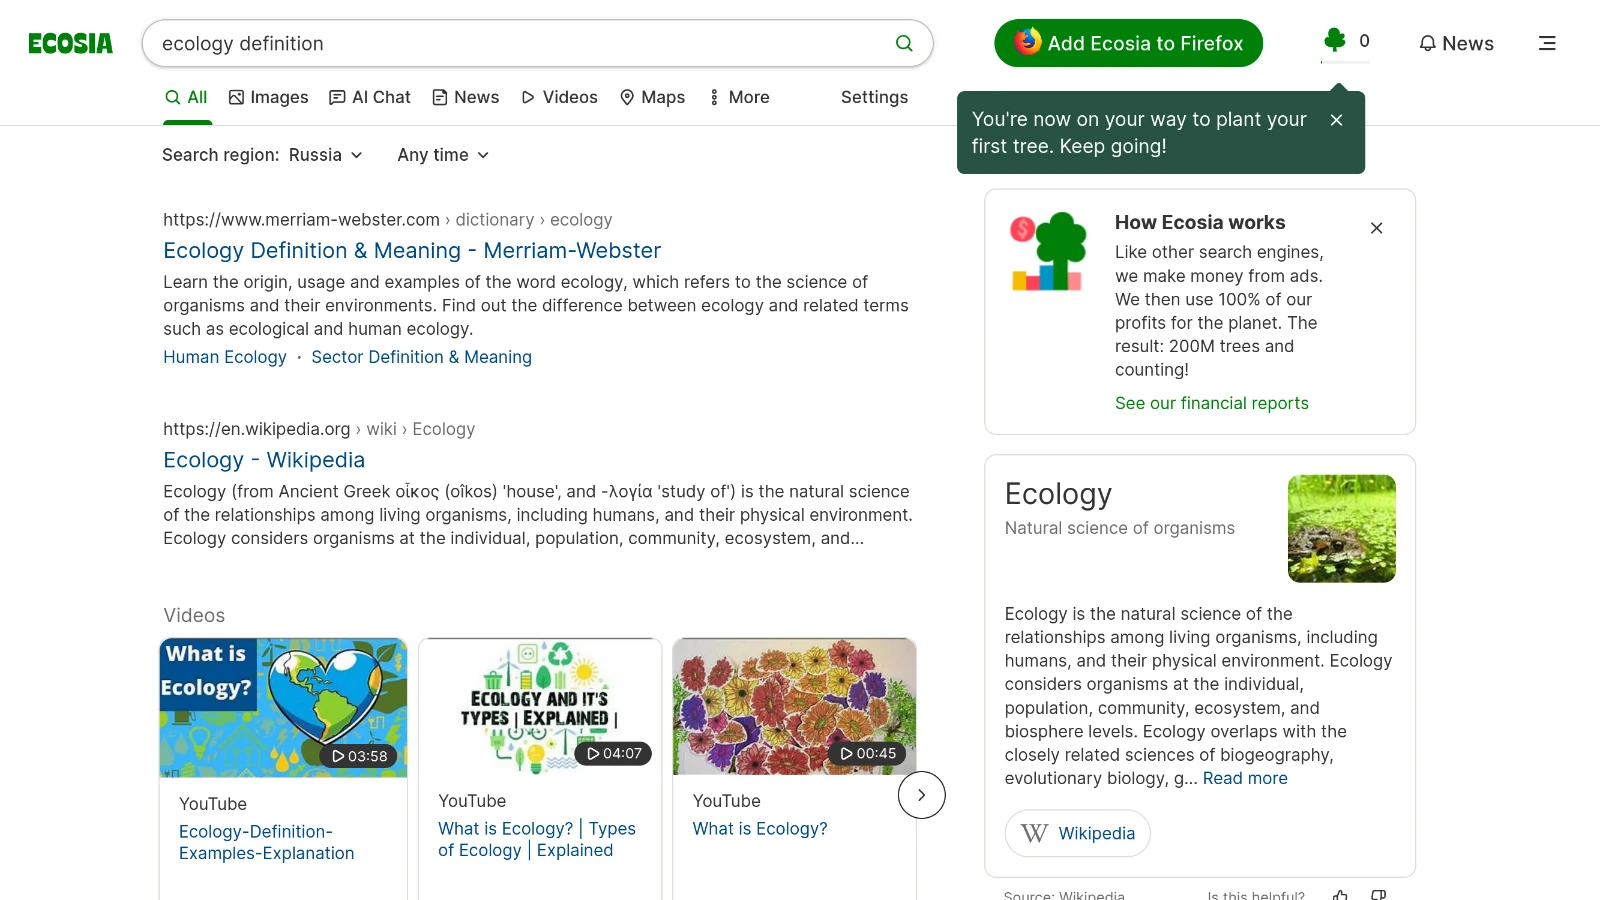 ECOSIA
ecology definition
Add Ecosia to Firefox
0
News
All
Images
AI Chat
News
Videos
Maps
More
Settings
You're now on your way to plant your
first tree. Keep going!
Search region: Russia
Any time
https://www.merriam-webster.com › dictionary › ecology
Ecology Definition & Meaning - Merriam-Webster
Learn the origin, usage and examples of the word ecology, which refers to the science of
organisms and their environments. Find out the difference between ecology and related terms
such as ecological and human ecology.
Human Ecology · Sector Definition & Meaning
https://en.wikipedia.org › wiki › Ecology
Ecology - Wikipedia
Ecology (from Ancient Greek οἶκος (oîkos) 'house', and -λογία 'study of') is the natural science
of the relationships among living organisms, including humans, and their physical environment.
Ecology considers organisms at the individual, population, community, ecosystem, and...
Videos
What is
Ecology?
03:58
YouTube
Ecology-Definition-
Examples-Explanation
ECOLOGY AND IT'S
TYPES | EXPLAINED |
04:07
YouTube
What is Ecology? | Types
of Ecology | Explained
00:45
YouTube
What is Ecology?
$
How Ecosia works
Like other search engines,
we make money from ads.
We then use 100% of our
profits for the planet. The
result: 200M trees and
counting!
See our financial reports
Ecology
Natural science of organisms
Ecology is the natural science of the
relationships among living organisms, including
humans, and their physical environment. Ecology
considers organisms at the individual,
population, community, ecosystem, and
biosphere levels. Ecology overlaps with the
closely related sciences of biogeography,
evolutionary biology, g... Read more
W Wikipedia
Source: Wikipedia
Is this helpful?